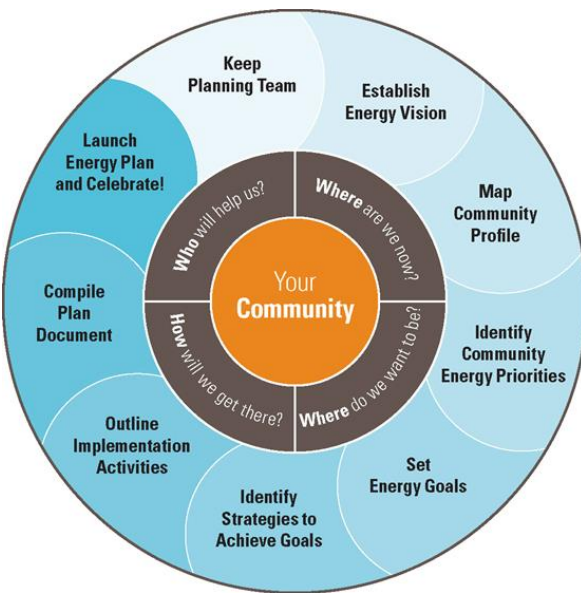 Keep
Planning Team
Establish
Energy Vision
Map
Community
Profile
Identify
Community
Energy Priorities
Set
Energy Goals
Identify
Strategies to
Achieve Goals
Outline
Implementation
Activities
Compile
Plan
Document
Launch
Energy Plan
and Celebrate!
Who will help us?
Where are we now?
Where do we want to be?
How will we get there?
Your
Community